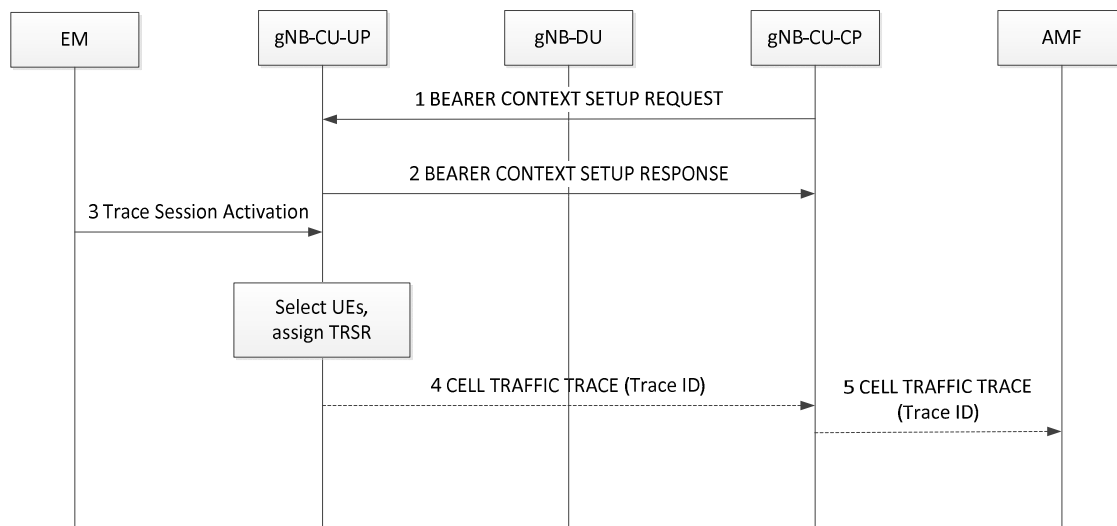 EM
gNB-CU-UP
gNB-DU
gNB-CU-CP
AMF
1 BEARER CONTEXT SETUP REQUEST
2 BEARER CONTEXT SETUP RESPONSE
3 Trace Session Activation
Select UEs,
assign TRSR
4 CELL TRAFFIC TRACE (Trace ID)
5 CELL TRAFFIC TRACE
(Trace ID)